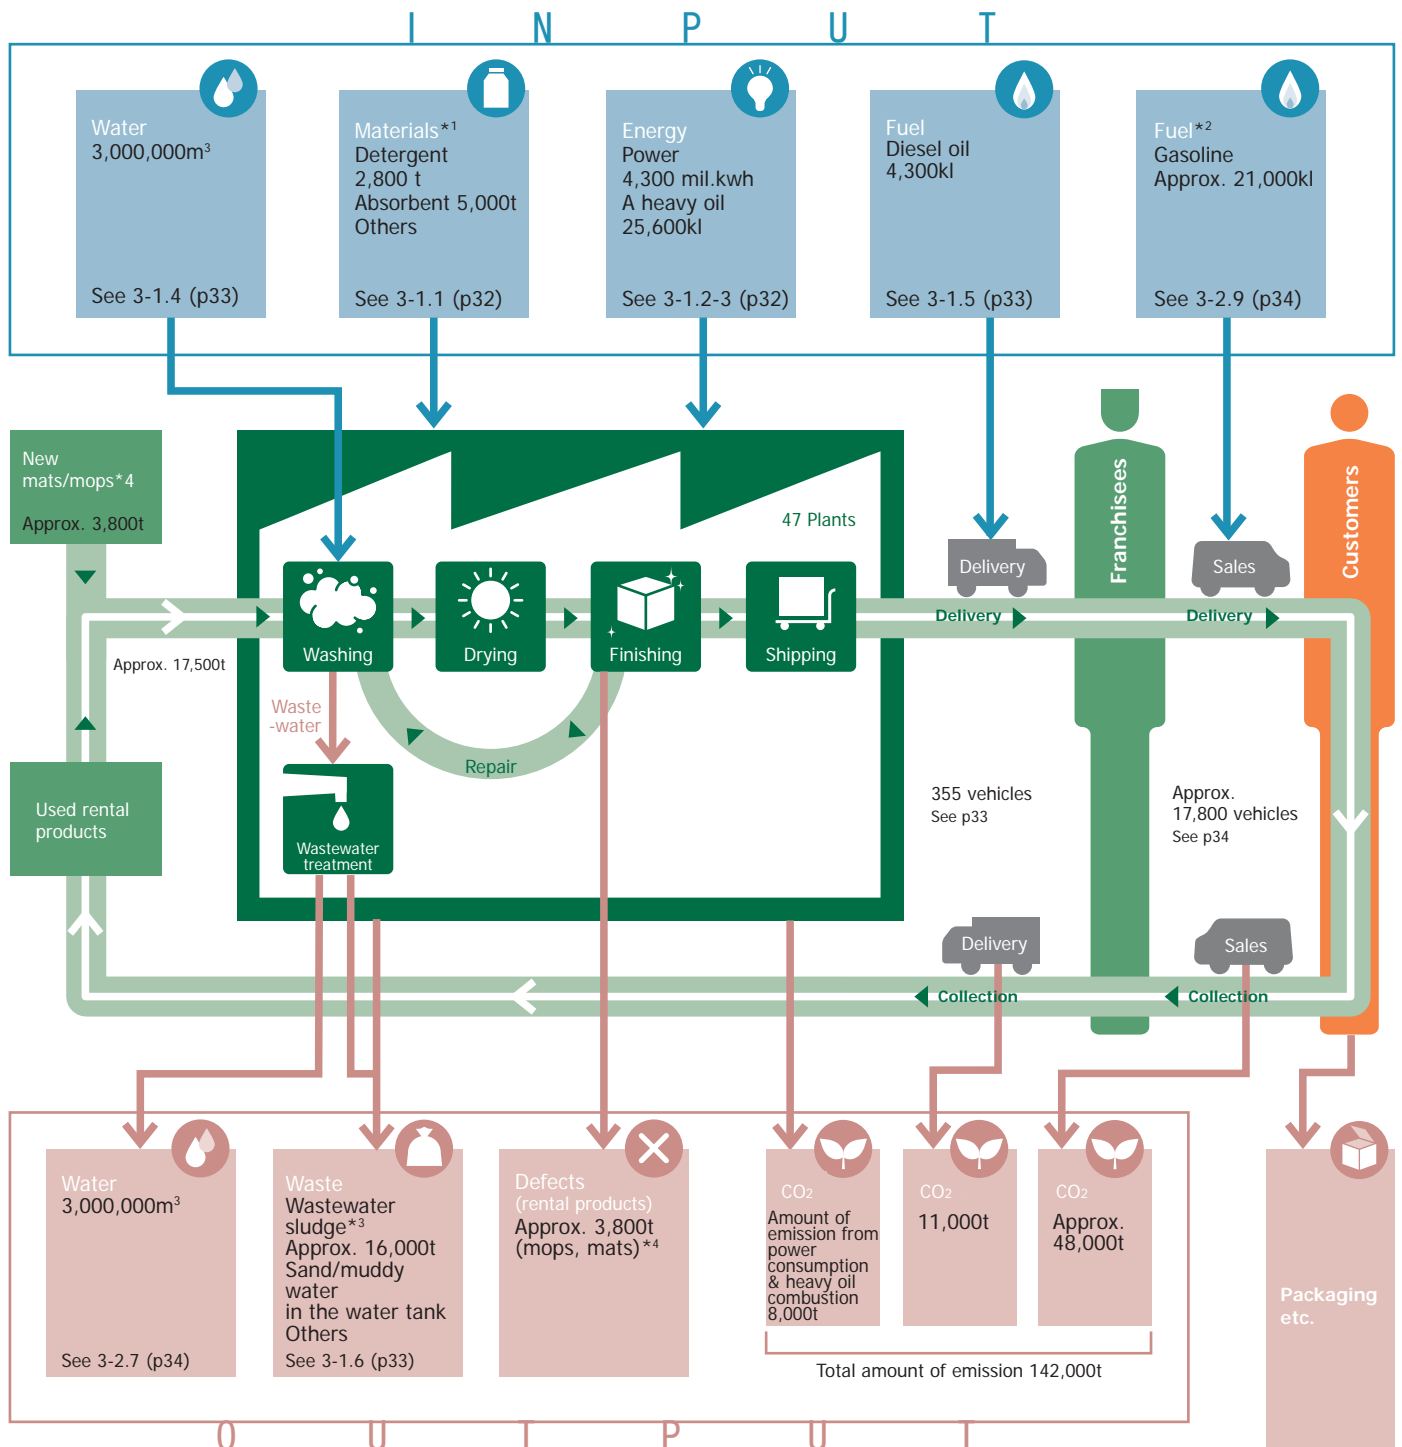 INPUT
Water
3,000,000m³
See 3-1.4 (p33)
Materials*¹
Detergent
2,800 t
Absorbent 5,000t
Others
See 3-1.1 (p32)
Energy
Power
4,300 mil.kwh
A heavy oil
25,600kl
See 3-1.2-3 (p32)
Fuel
Diesel oil
4,300kl
See 3-1.5 (p33)
Fuel*²
Gasoline
Approx. 21,000kl
See 3-2.9 (p34)
New
mats/mops*4
Approx. 3,800t
Approx. 17,500t
Used rental
products
47 Plants
Washing
Drying
Finishing
Shipping
Waste
-water
Repair
Wastewater
treatment
Delivery
Delivery
Franchisees
Sales
Delivery
Customers
355 vehicles
See p33
Approx.
17,800 vehicles
See p34
Delivery
Collection
Sales
Collection
Water
3,000,000m³
See 3-2.7 (p34)
Waste
Wastewater
sludge*³
Approx. 16,000t
Sand/muddy
water
in the water tank
Others
See 3-1.6 (p33)
Defects
(rental products)
Approx. 3,800t
(mops, mats)*⁴
CO₂
Amount of
emission from
power
consumption
& heavy oil
combustion
8,000t
CO₂
11,000t
CO₂
Approx.
48,000t
Total amount of emission 142,000t
Packaging
etc.
OUTPUT